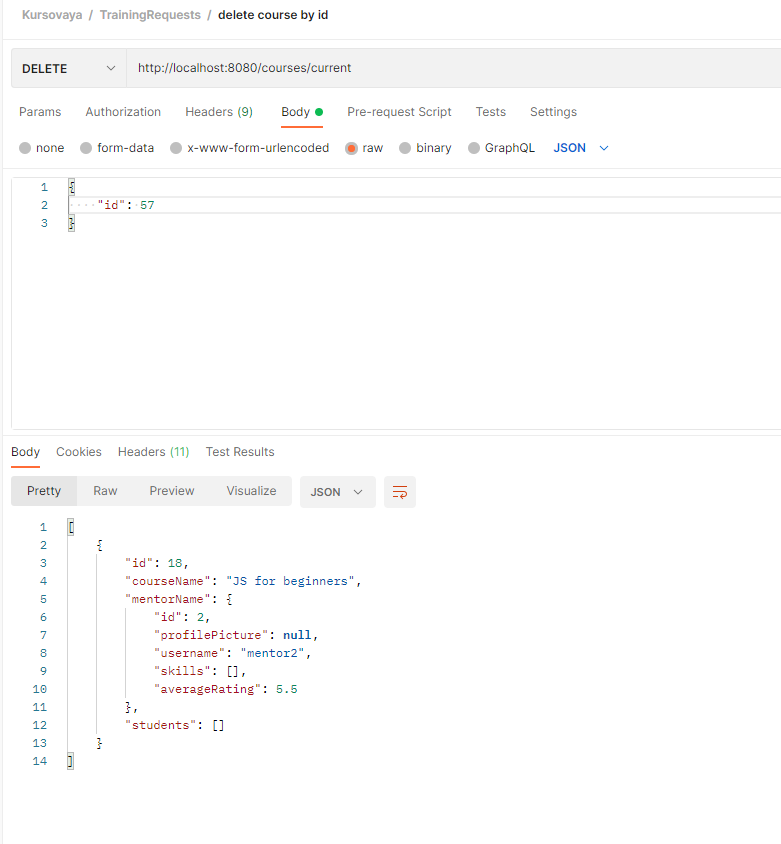 Kursovaya / TrainingRequests / delete course by id
DELETE http://localhost:8080/courses/current
Params Authorization Headers (9) Body Pre-request Script Tests Settings
none form-data x-www-form-urlencoded raw binary GraphQL JSON
1 {
2 "id": 57
3 }
Body Cookies Headers (11) Test Results
Pretty Raw Preview Visualize JSON
1 [
2 {
3 "id": 18,
4 "courseName": "JS for beginners",
5 "mentorName": {
6 "id": 2,
7 "profilePicture": null,
8 "username": "mentor2",
9 "skills": [],
10 "averageRating": 5.5
11 },
12 "students": []
13 }
14 ]